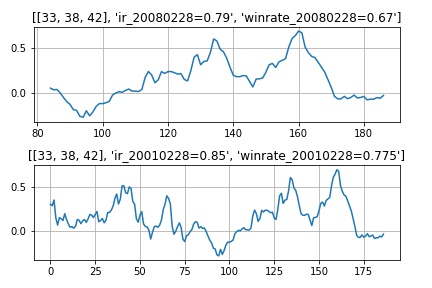 [[33, 38, 42], 'ir_20080228=0.79', 'winrate_20080228=0.67']
0.5
0.0
80 100 120 140 160 180
[[33, 38, 42], 'ir_20010228=0.85', 'winrate_20010228=0.775']
0.5
0.0
0 25 50 75 100 125 150 175